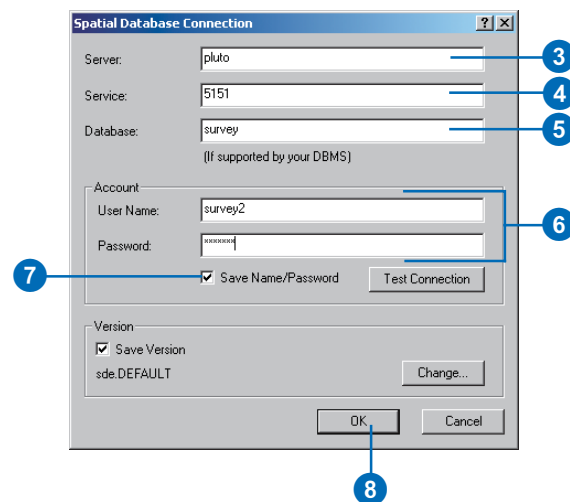 Spatial Database Connection
Server: pluto 3
Service: 5151 4
Database: survey 5
(If supported by your DBMS)
Account
User Name: survey2
6
Password: *******
7 Save Name/Password Test Connection
Version
Save Version
sde.DEFAULT Change...
OK Cancel
8